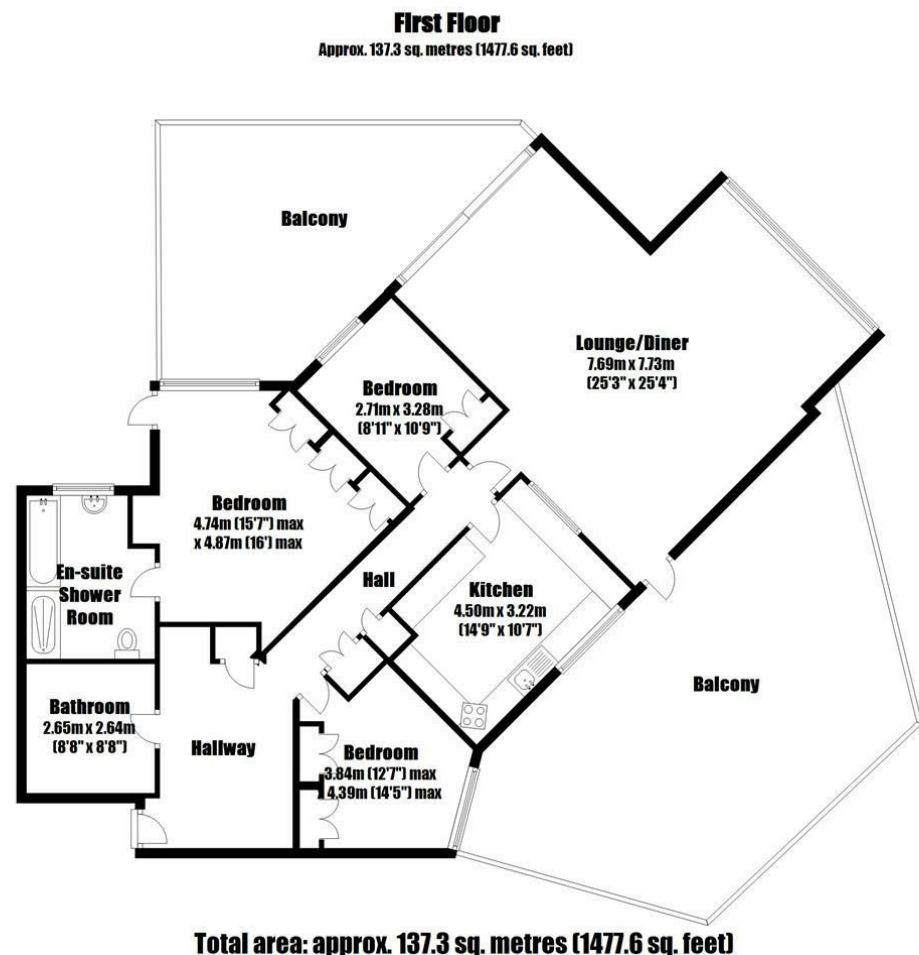 First Floor
Approx. 137.3 sq. metres (1477.6 sq. feet)
Balcony
Lounge/Diner
7.69m x 7.73m
(25'3" x 25'4")
Bedroom
2.71m x 3.28m
(8'11" x 10'9")
Bedroom
4.74m (15'7") max
x 4.87m (16') max
En-suite
Shower
Room
Hall
Kitchen
4.50m x 3.22m
(14'9" x 10'7")
Balcony
Bathroom
2.65m x 2.64m
(8'8" x 8'8")
Hallway
Bedroom
3.84m (12'7") max
4.39m (14'5") max
Total area: approx. 137.3 sq. metres (1477.6 sq. feet)